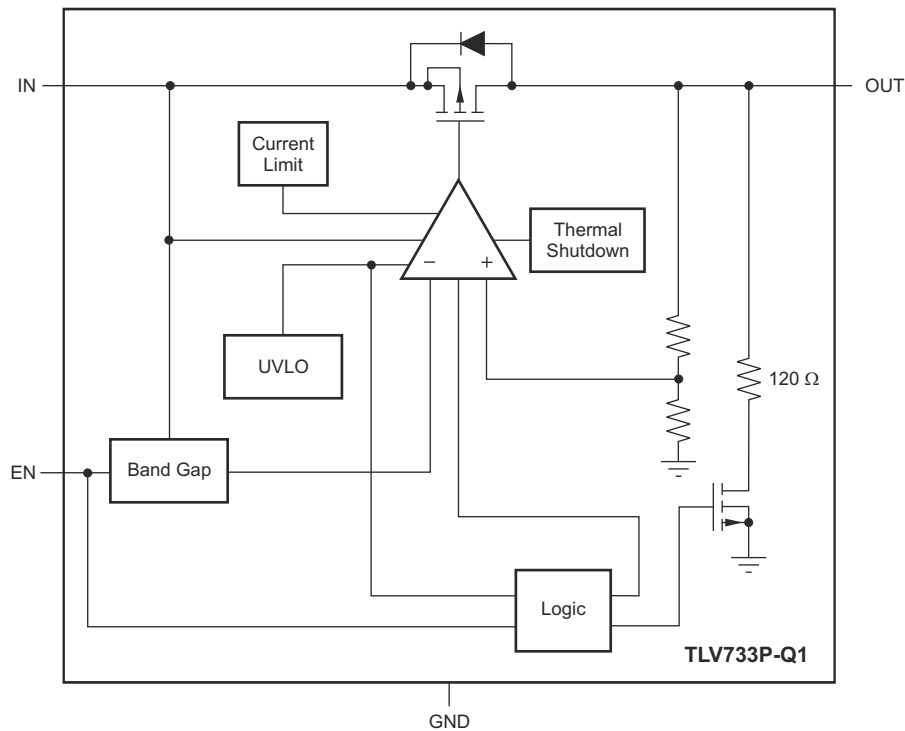 IN
OUT
Current
Limit
Thermal
Shutdown
−
+
UVLO
120 Ω
EN
Band Gap
Logic
TLV733P-Q1
GND